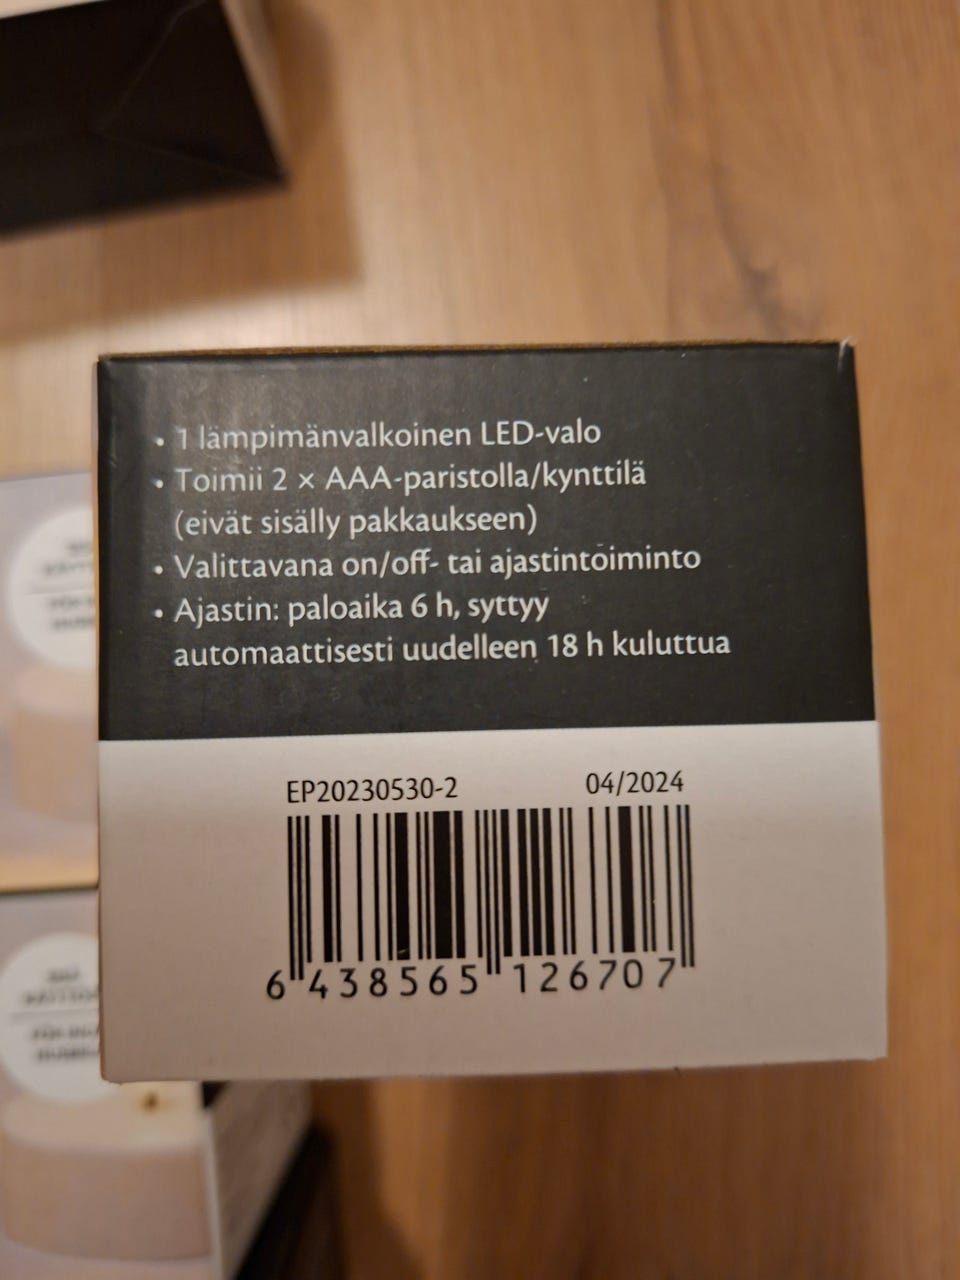 • 1 lämpimänvalkoinen LED-valo
• Toimii 2 × AAA-paristolla/kynttilä
(eivät sisälly pakkaukseen)
• Valittavana on/off- tai ajastintoiminto
• Ajastin: paloaika 6 h, syttyy
automaattisesti uudelleen 18 h kuluttua
EP20230530-2 04/2024
6 438565 126707